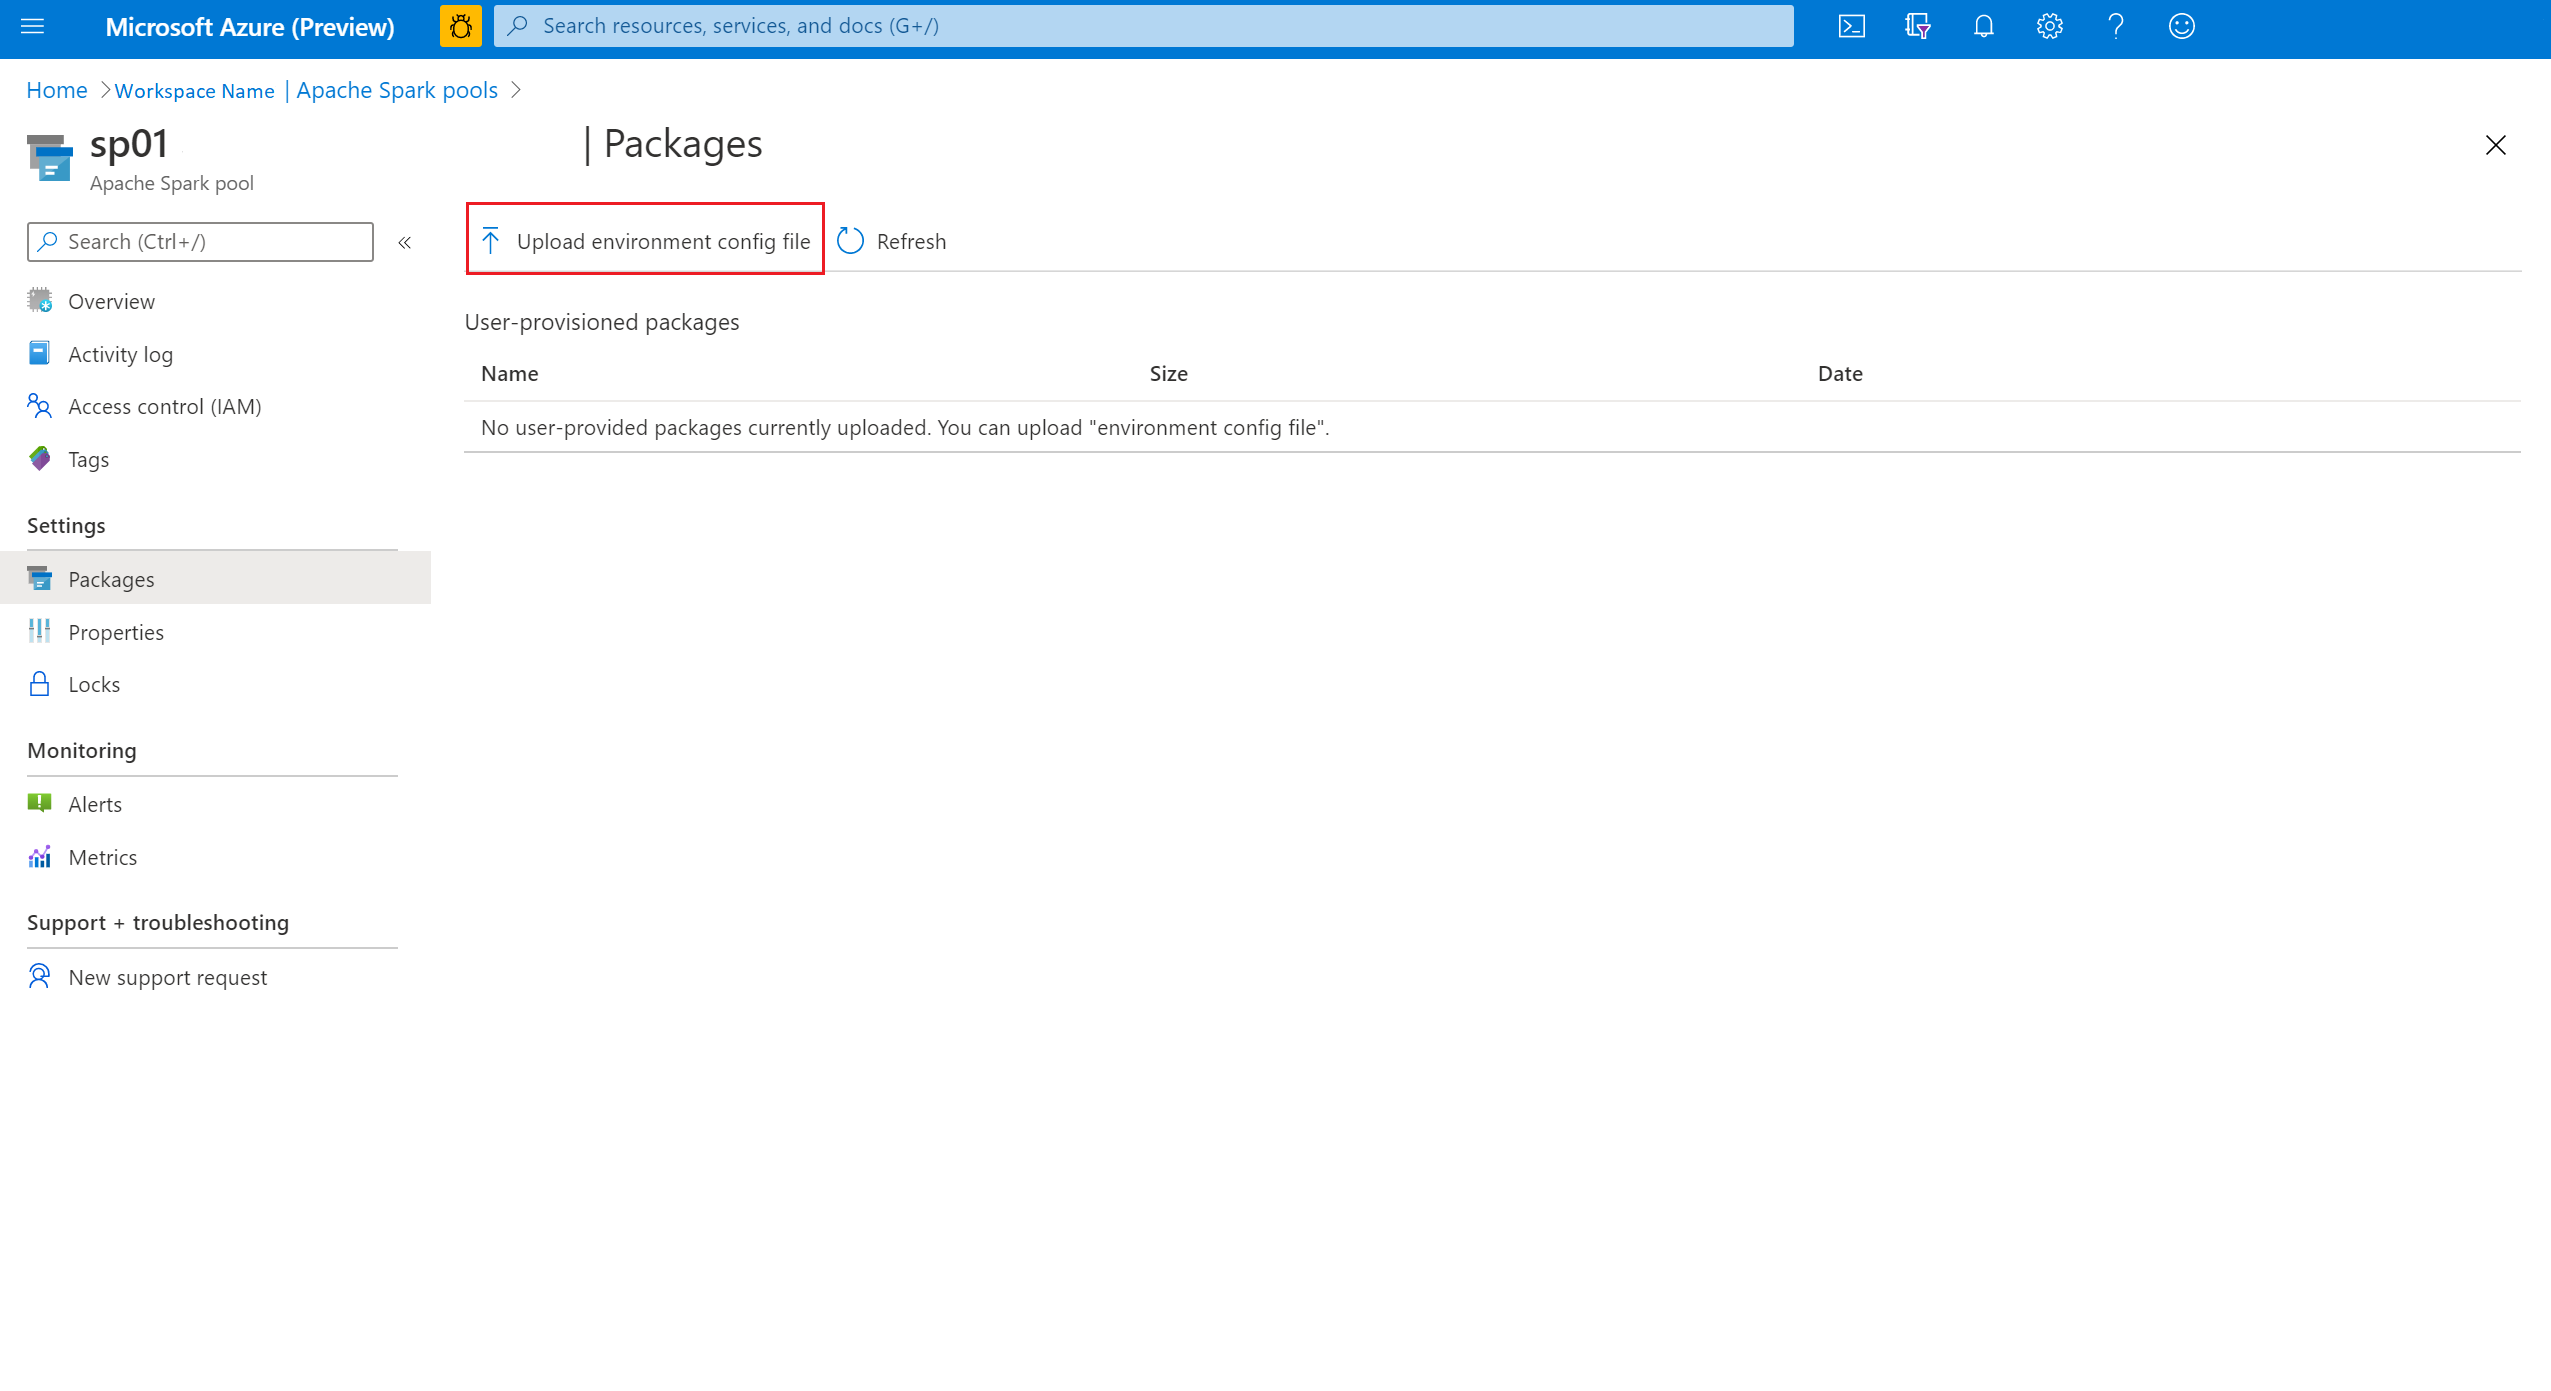 Microsoft Azure (Preview)
Search resources, services, and docs (G+/)
Home > Workspace Name | Apache Spark pools >
sp01 | Packages
Apache Spark pool
Search (Ctrl+/)
«
Upload environment config file
Refresh
Overview
Activity log
Access control (IAM)
Tags
Settings
Packages
Properties
Locks
Monitoring
Alerts
Metrics
Support + troubleshooting
New support request
User-provisioned packages
Name Size Date
No user-provided packages currently uploaded. You can upload "environment config file".